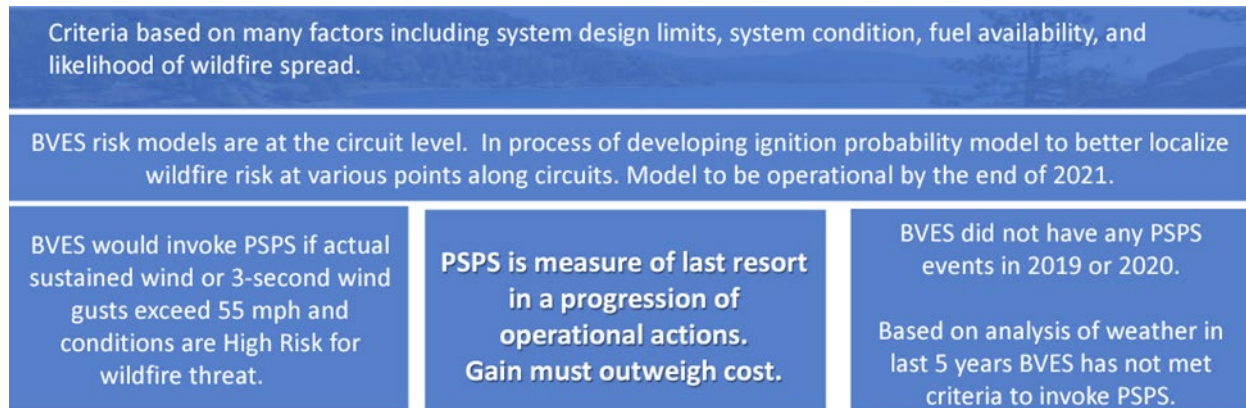 Criteria based on many factors including system design limits, system condition, fuel availability, and
likelihood of wildfire spread.
BVES risk models are at the circuit level. In process of developing ignition probability model to better localize
wildfire risk at various points along circuits. Model to be operational by the end of 2021.
BVES would invoke PSPS if actual
sustained wind or 3-second wind
gusts exceed 55 mph and
conditions are High Risk for
wildfire threat.
PSPS is measure of last resort
in a progression of
operational actions.
Gain must outweigh cost.
BVES did not have any PSPS
events in 2019 or 2020.
Based on analysis of weather in
last 5 years BVES has not met
criteria to invoke PSPS.